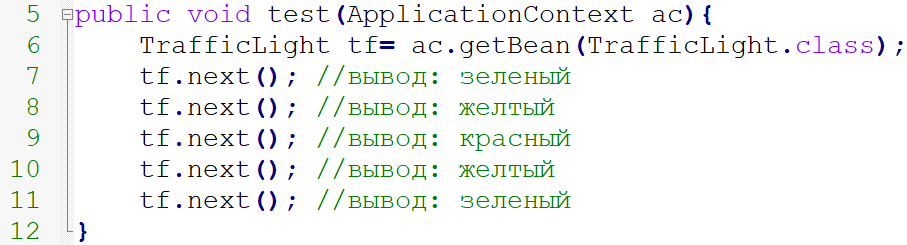 5 public void test(ApplicationContext ac){
6 TrafficLight tf= ac.getBean(TrafficLight.class);
7 tf.next(); //вывод: зеленый
8 tf.next(); //вывод: желтый
9 tf.next(); //вывод: красный
10 tf.next(); //вывод: желтый
11 tf.next(); //вывод: зеленый
12 }